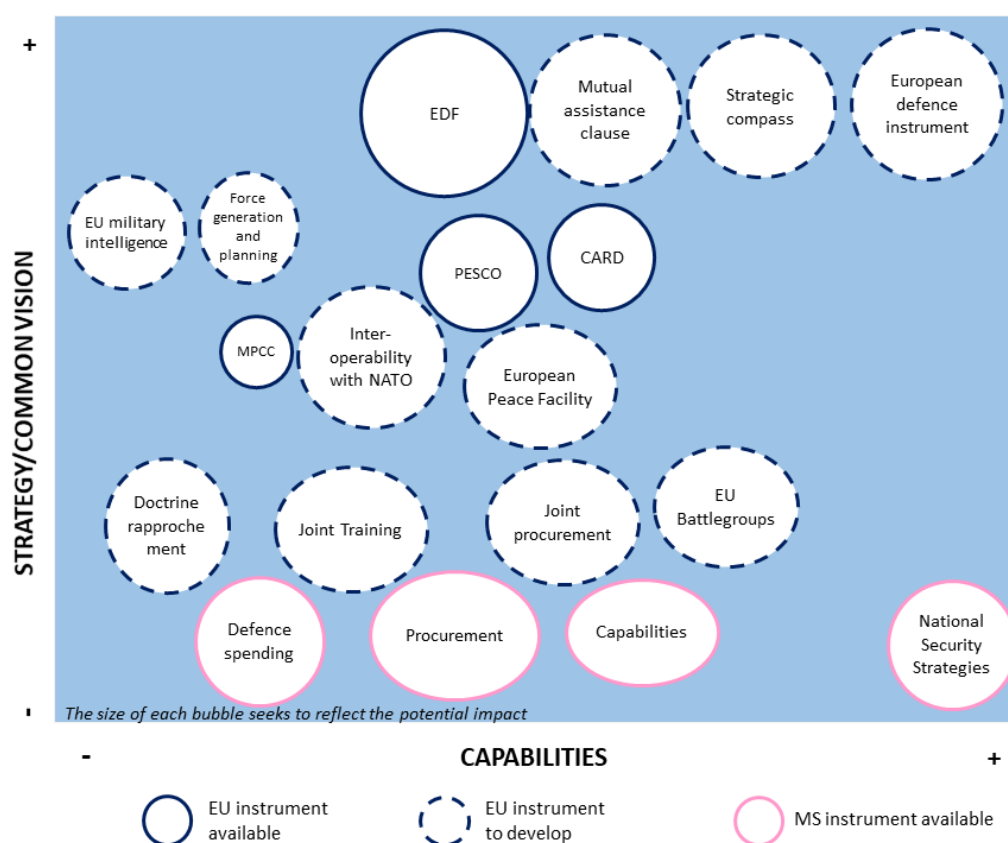 +
EDF
Mutual
assistance
clause
Strategic
compass
European
defence
instrument
EU military
intelligence
Force
generation
and
planning
PESCO
CARD
MPCC
Inter-
operability
with NATO
European
Peace Facility
STRATEGY/COMMON VISION
Doctrine
rapproche
ment
Joint Training
Joint
procurement
EU
Battlegroups
Defence
spending
Procurement
Capabilities
National
Security
Strategies
-
The size of each bubble seeks to reflect the potential impact
-
CAPABILITIES
+
EU instrument
available
EU instrument
to develop
MS instrument available